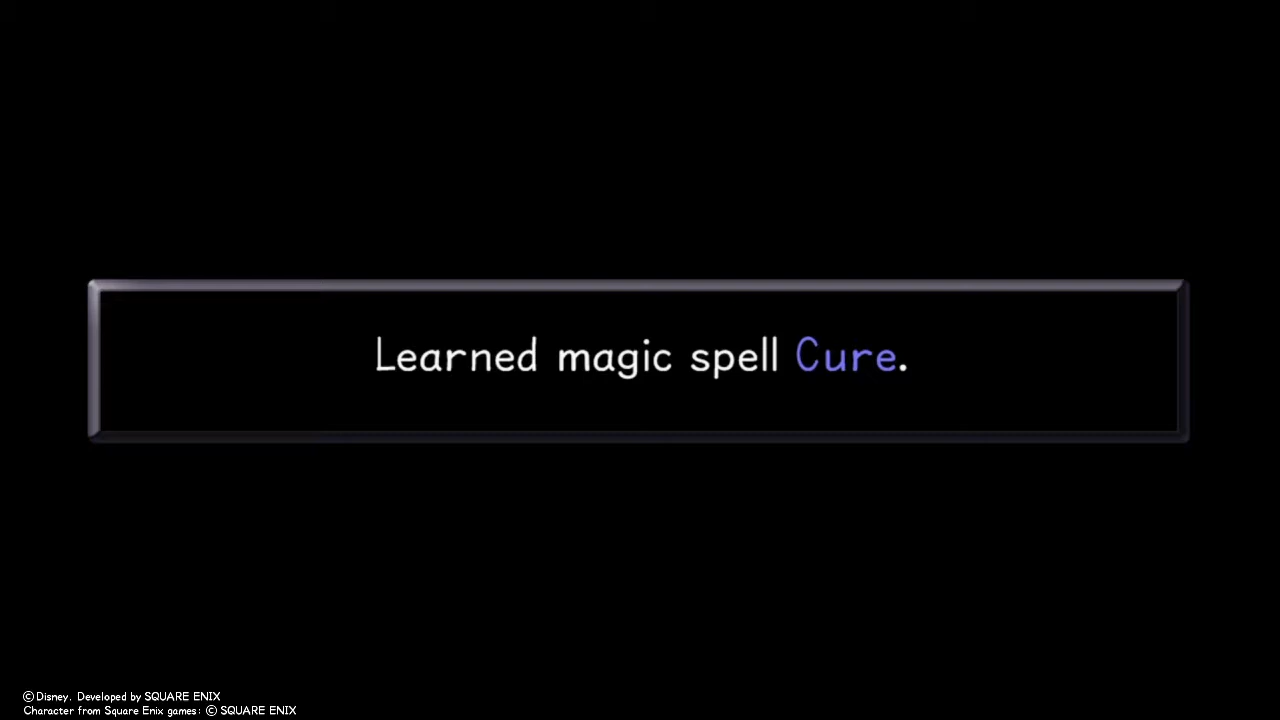 Learned magic spell Cure.
©Disney. Developed by SQUARE ENIX
Character from Square Enix games: © SQUARE ENIX